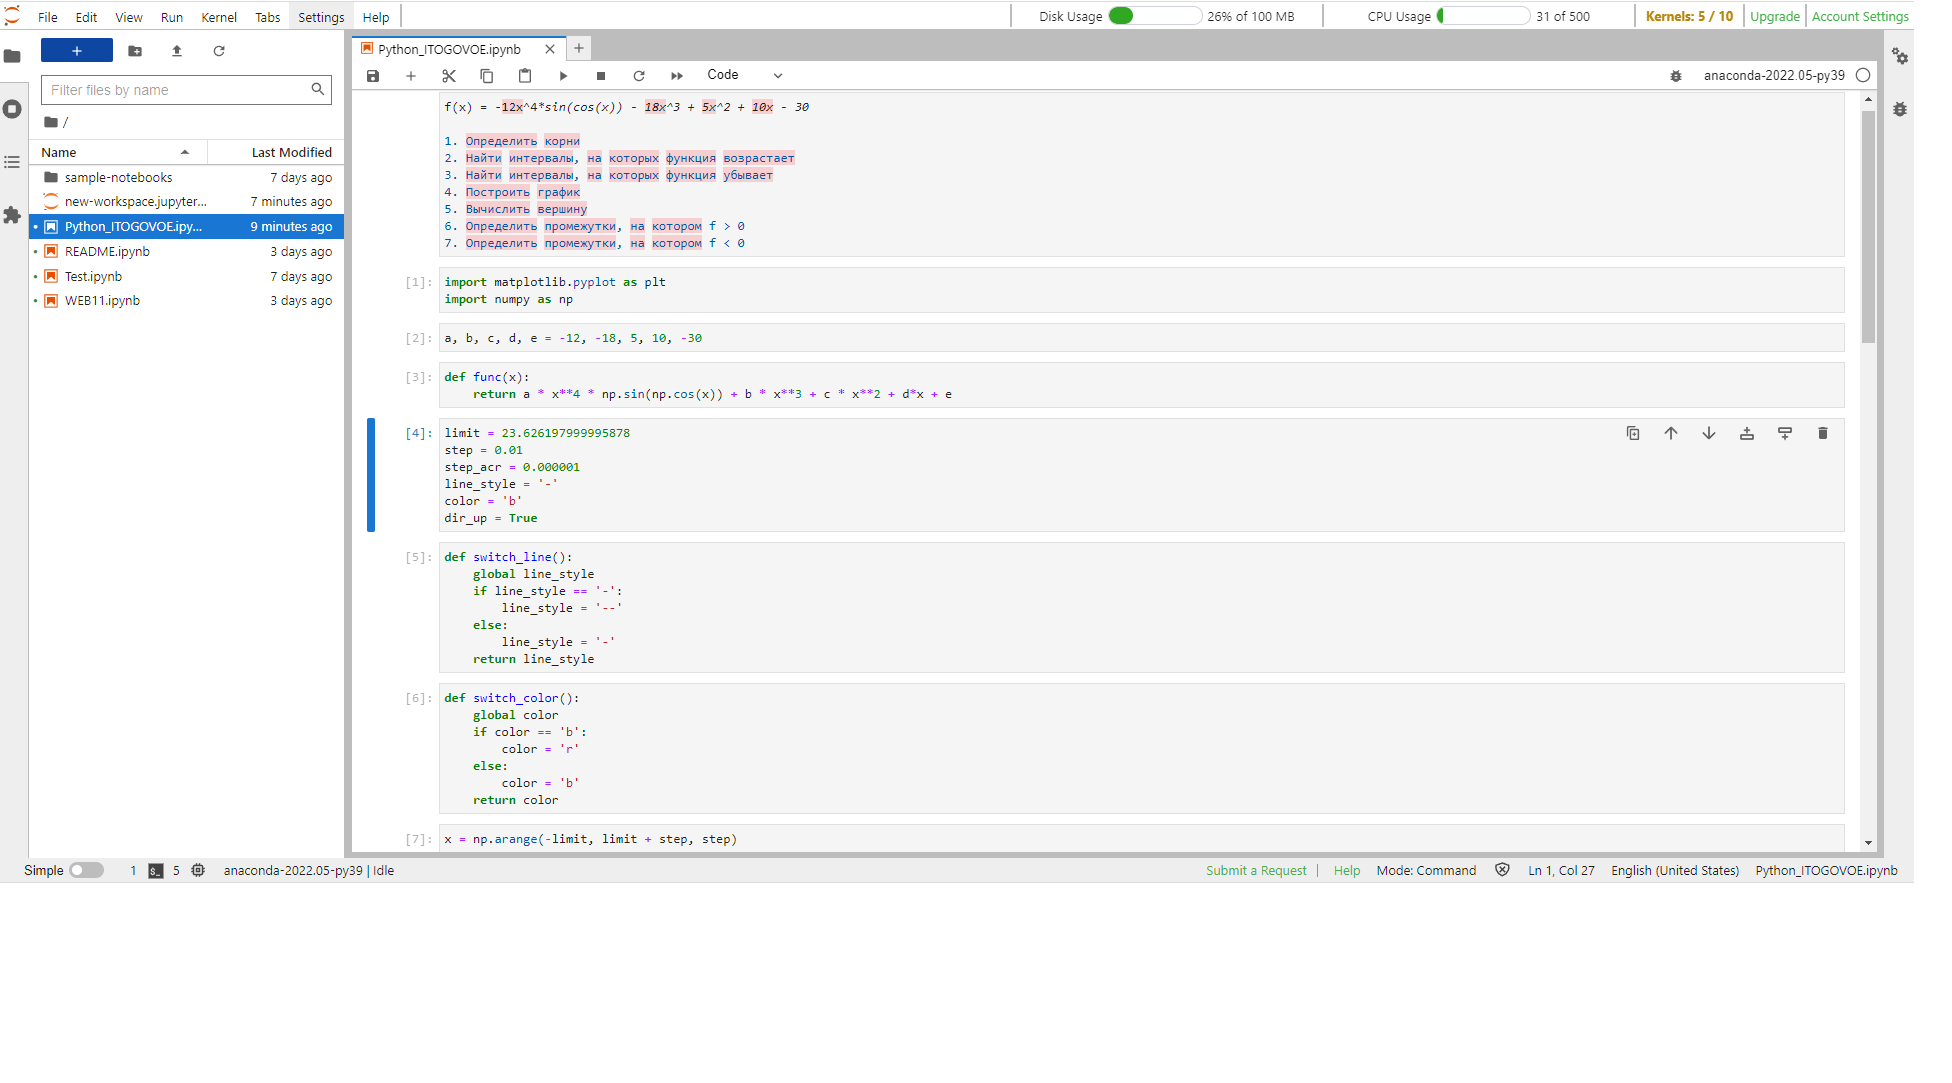 File Edit View Run Kernel Tabs Settings Help
Disk Usage 26% of 100 MB CPU Usage 31 of 500 Kernels: 5 / 10 Upgrade Account Settings
+
Filter files by name
/
Name Last Modified
sample-notebooks 7 days ago
new-workspace.jupyter... 7 minutes ago
Python_ITOGOVOE.ipy... 9 minutes ago
README.ipynb 3 days ago
Test.ipynb 7 days ago
WEB11.ipynb 3 days ago
Python_ITOGOVOE.ipynb
Code
anaconda-2022.05-py39
f(x) = -12x^4*sin(cos(x)) - 18x^3 + 5x^2 + 10x - 30
1. Определить корни
2. Найти интервалы, на которых функция возрастает
3. Найти интервалы, на которых функция убывает
4. Построить график
5. Вычислить вершину
6. Определить промежутки, на котором f > 0
7. Определить промежутки, на котором f < 0
[1]: import matplotlib.pyplot as plt
import numpy as np
[2]: a, b, c, d, e = -12, -18, 5, 10, -30
[3]: def func(x):
return a * x**4 * np.sin(np.cos(x)) + b * x**3 + c * x**2 + d*x + e
[4]: limit = 23.626197999995878
step = 0.01
step_acr = 0.000001
line_style = '-'
color = 'b'
dir_up = True
[5]: def switch_line():
global line_style
if line_style == '-':
line_style = '--'
else:
line_style = '-'
return line_style
[6]: def switch_color():
global color
if color == 'b':
color = 'r'
else:
color = 'b'
return color
[7]: x = np.arange(-limit, limit + step, step)
Simple 1 5 anaconda-2022.05-py39 | Idle Submit a Request | Help Mode: Command Ln 1, Col 27 English (United States) Python_ITOGOVOE.ipynb